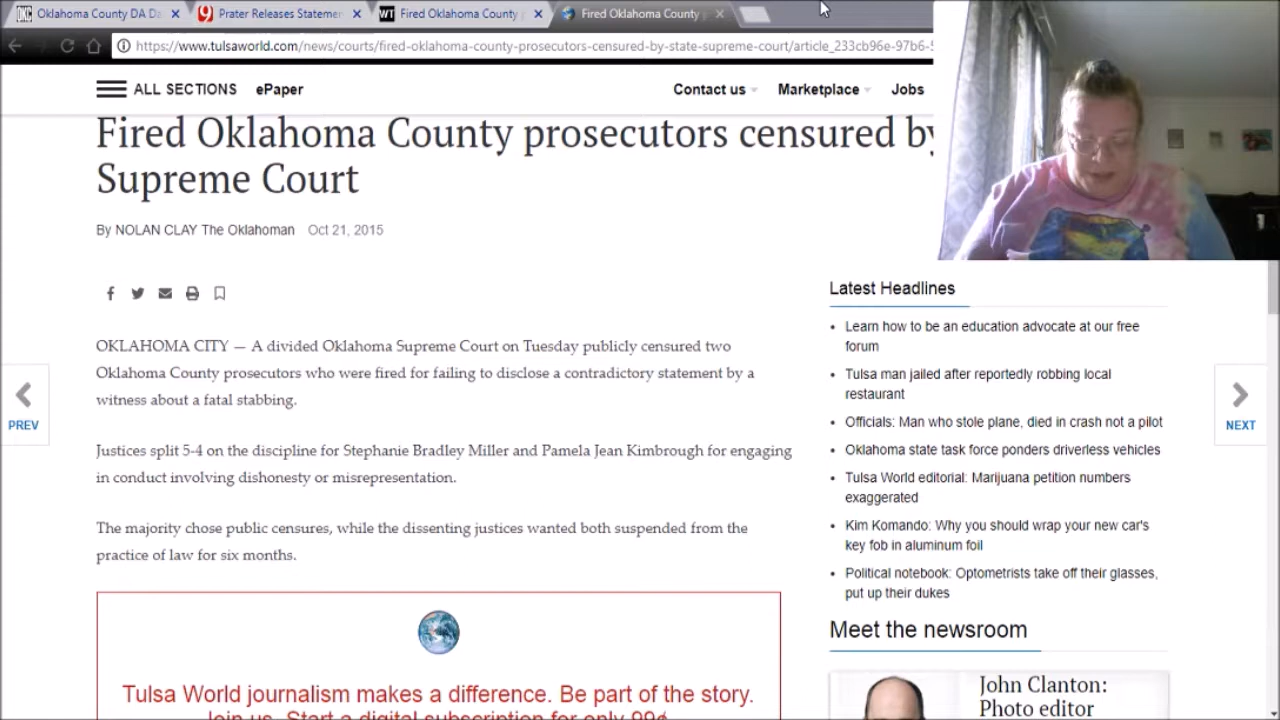 Oklahoma County DA Da
Prater Releases Statemen
WT Fired Oklahoma County
Fired Oklahoma County
https://www.tulsaworld.com/news/courts/fired-oklahoma-county-prosecutors-censured-by-state-supreme-court/article_233cb96e-97b6-5
ALL SECTIONS ePaper Contact us Marketplace Jobs
Fired Oklahoma County prosecutors censured by
Supreme Court
By NOLAN CLAY The Oklahoman Oct 21, 2015
OKLAHOMA CITY — A divided Oklahoma Supreme Court on Tuesday publicly censured two
Oklahoma County prosecutors who were fired for failing to disclose a contradictory statement by a
witness about a fatal stabbing.
Justices split 5-4 on the discipline for Stephanie Bradley Miller and Pamela Jean Kimbrough for engaging
in conduct involving dishonesty or misrepresentation.
The majority chose public censures, while the dissenting justices wanted both suspended from the
practice of law for six months.
Tulsa World journalism makes a difference. Be part of the story.
Join us. Start a digital subscription for only 99¢
PREV
NEXT
Latest Headlines
Learn how to be an education advocate at our free
forum
Tulsa man jailed after reportedly robbing local
restaurant
Officials: Man who stole plane, died in crash not a pilot
Oklahoma state task force ponders driverless vehicles
Tulsa World editorial: Marijuana petition numbers
exaggerated
Kim Komando: Why you should wrap your new car's
key fob in aluminum foil
Political notebook: Optometrists take off their glasses,
put up their dukes
Meet the newsroom
John Clanton:
Photo editor